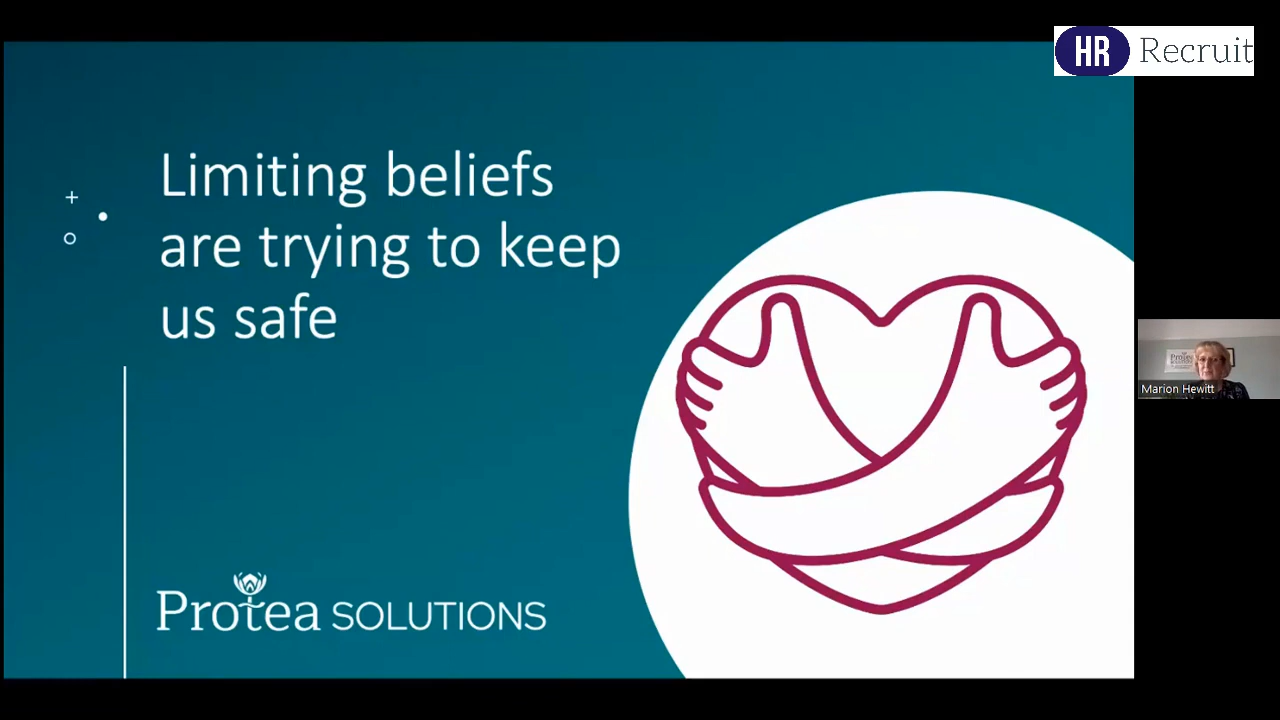 HR Recruit
Limiting beliefs
are trying to keep
us safe
Marion Hewitt
Protea SOLUTIONS